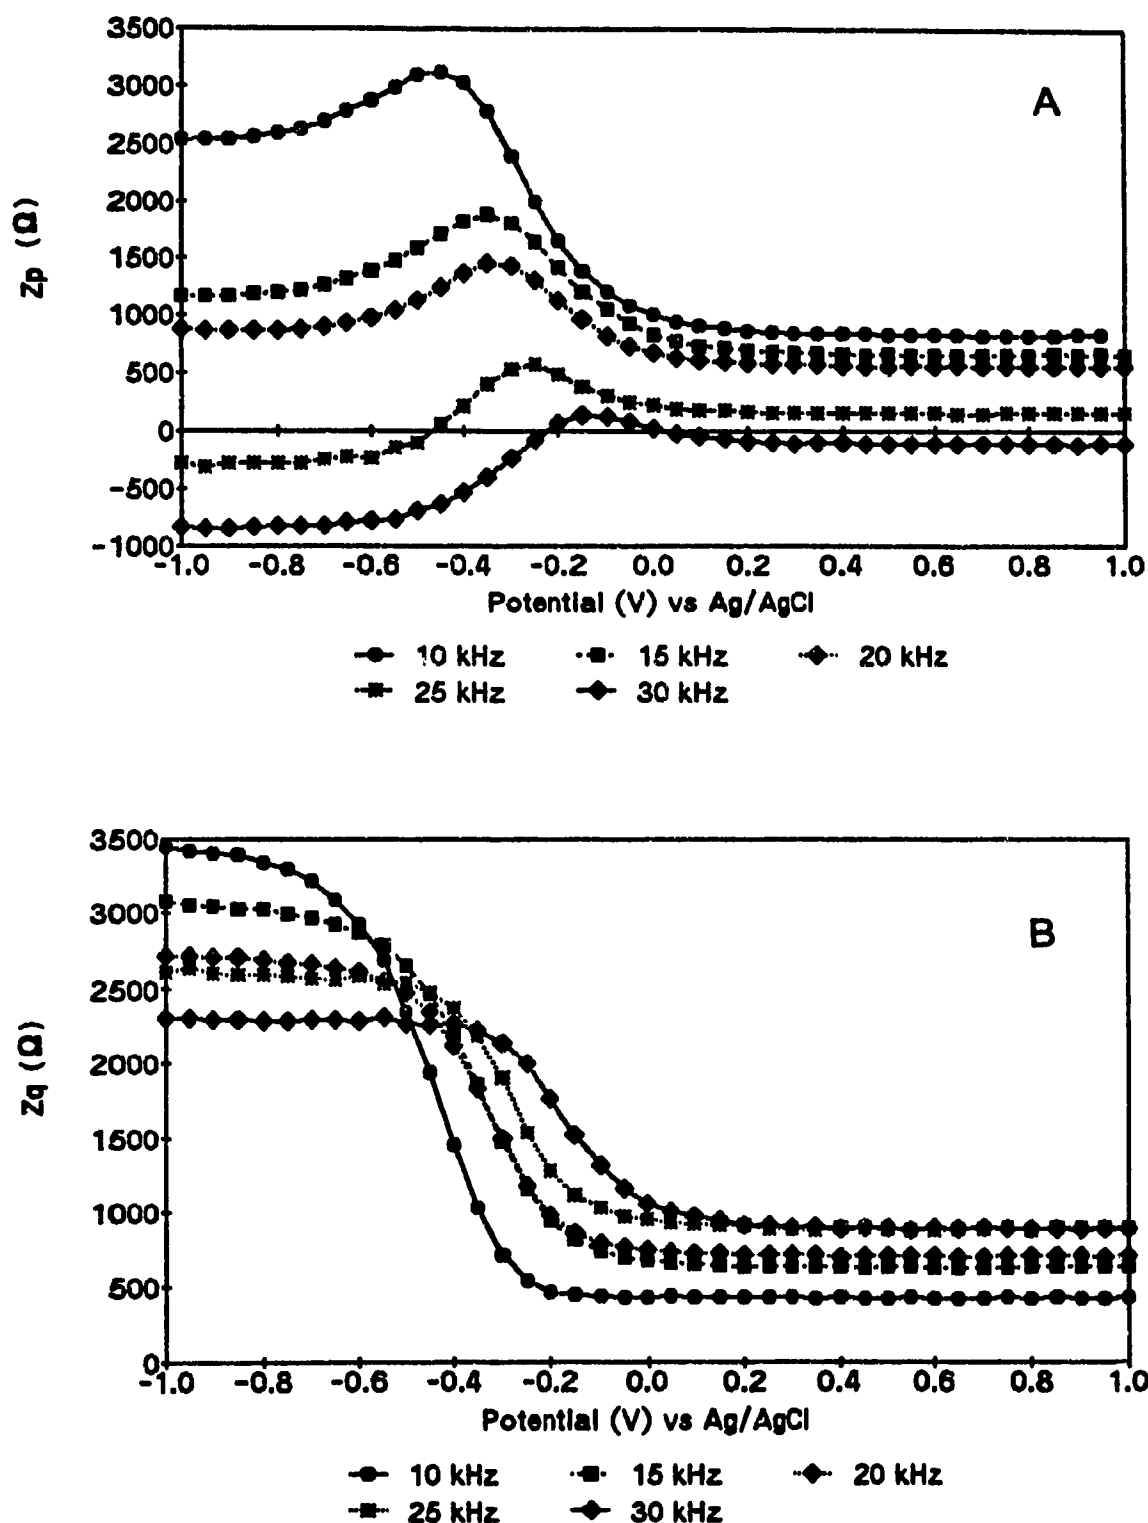 3500
3000
2500
2000
1500
1000
500
0
-500
-1000
Zp (Ω)
A
-1.0 -0.8 -0.6 -0.4 -0.2 0.0 0.2 0.4 0.6 0.8 1.0
Potential (V) vs Ag/AgCl
10 kHz 15 kHz 20 kHz
25 kHz 30 kHz
3500
3000
2500
2000
1500
1000
500
0
Zq (Ω)
B
-1.0 -0.8 -0.6 -0.4 -0.2 0.0 0.2 0.4 0.6 0.8 1.0
Potential (V) vs Ag/AgCl
10 kHz 15 kHz 20 kHz
25 kHz 30 kHz